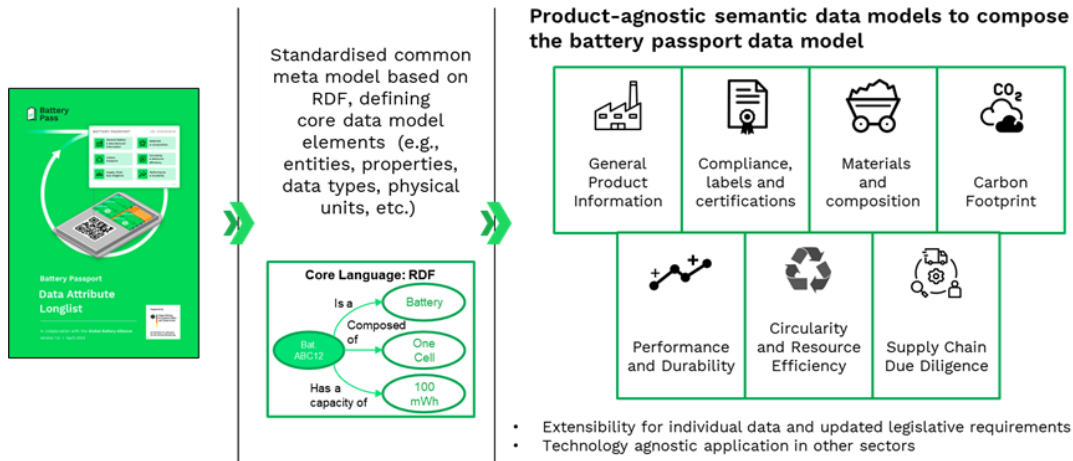 Battery
Pass
BATTERY PASSPORT
Battery Passport
Data Attribute
Longlist
Standardised common
meta model based on
RDF, defining
core data model
elements (e.g.,
entities, properties,
data types, physical
units, etc.)
Core Language: RDF
Is a
Battery
Composed
of
Bat.
ABC12
One
Cell
Has a
capacity of
100
mWh
Product-agnostic semantic data models to compose
the battery passport data model
General
Product
Information
Compliance,
labels and
certifications
Materials
and
composition
CO2
Carbon
Footprint
Performance
and Durability
Circularity
and Resource
Efficiency
Supply Chain
Due Diligence
• Extensibility for individual data and updated legislative requirements
• Technology agnostic application in other sectors